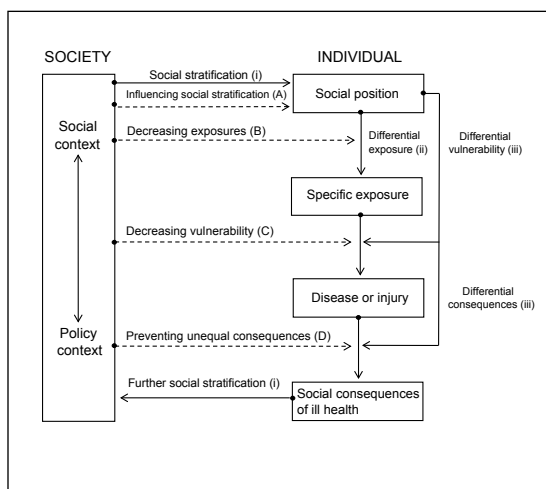 SOCIETY
INDIVIDUAL
Social stratification (i)
Influencing social stratification (A)
Social position
Social
context
Decreasing exposures (B)
Differential
exposure (ii)
Differential
vulnerability (iii)
Specific exposure
Decreasing vulnerability (C)
Disease or injury
Differential
consequences (iii)
Policy
context
Preventing unequal consequences (D)
Further social stratification (i)
Social consequences
of ill health